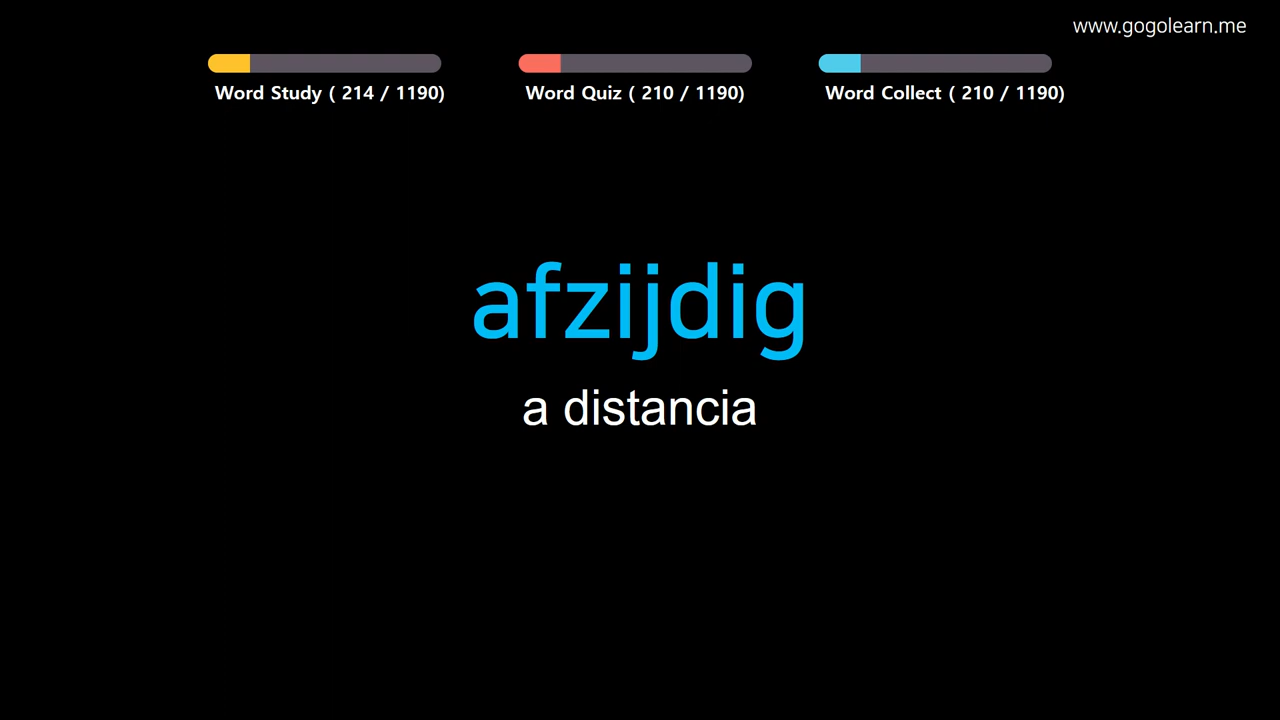 www.gogolearn.me
Word Study ( 214 / 1190)
Word Quiz ( 210 / 1190)
Word Collect ( 210 / 1190)
afzijdig
a distancia